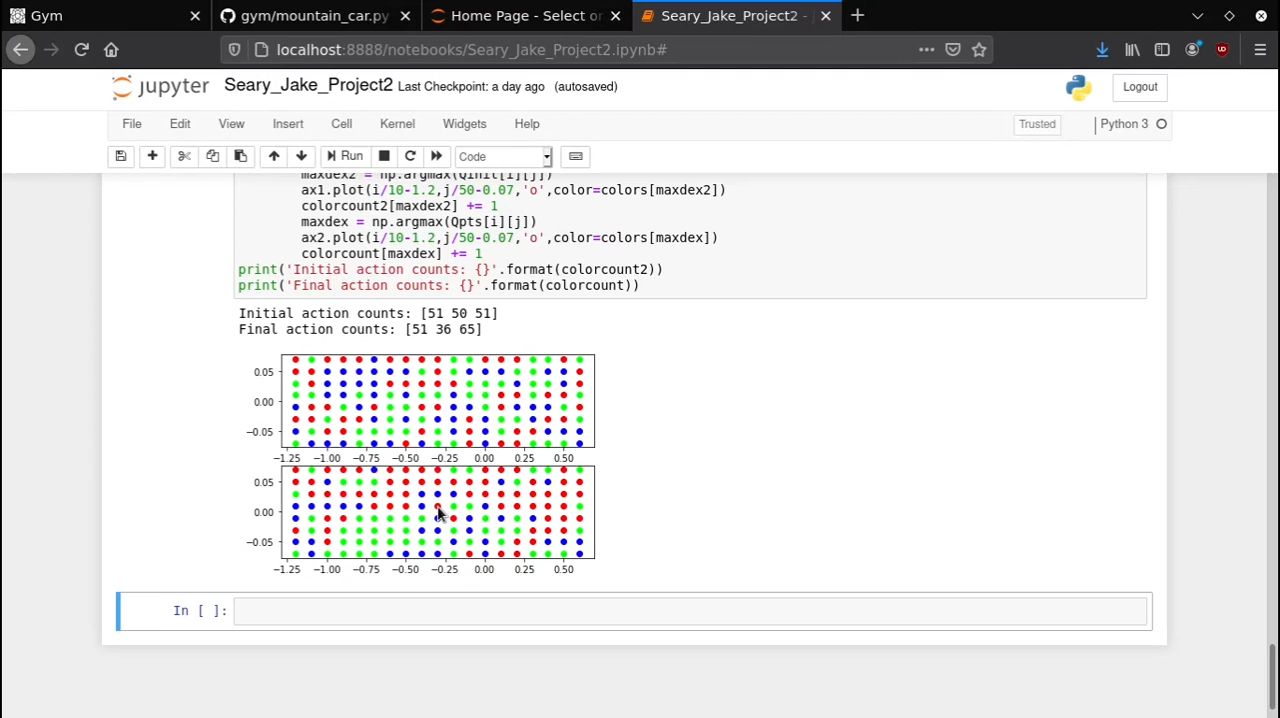 Gym
gym/mountain_car.py
Home Page - Select or
Seary_Jake_Project2 -
localhost:8888/notebooks/Seary_Jake_Project2.ipynb#
jupyter Seary_Jake_Project2 Last Checkpoint: a day ago (autosaved)
Logout
File Edit View Insert Cell Kernel Widgets Help
Trusted
Python 3
Run
Code
maxdex2 = np.argmax(Qinit[i][j])
ax1.plot(i/10-1.2,j/50-0.07,'o',color=colors[maxdex2])
colorcount2[maxdex2] += 1
maxdex = np.argmax(Qpts[i][j])
ax2.plot(i/10-1.2,j/50-0.07,'o',color=colors[maxdex])
colorcount[maxdex] += 1
print('Initial action counts: {}'.format(colorcount2))
print('Final action counts: {}'.format(colorcount))
Initial action counts: [51 50 51]
Final action counts: [51 36 65]
0.05
0.00
−0.05
−1.25 −1.00 −0.75 −0.50 −0.25 0.00 0.25 0.50
0.05
0.00
−0.05
−1.25 −1.00 −0.75 −0.50 −0.25 0.00 0.25 0.50
In [ ]: